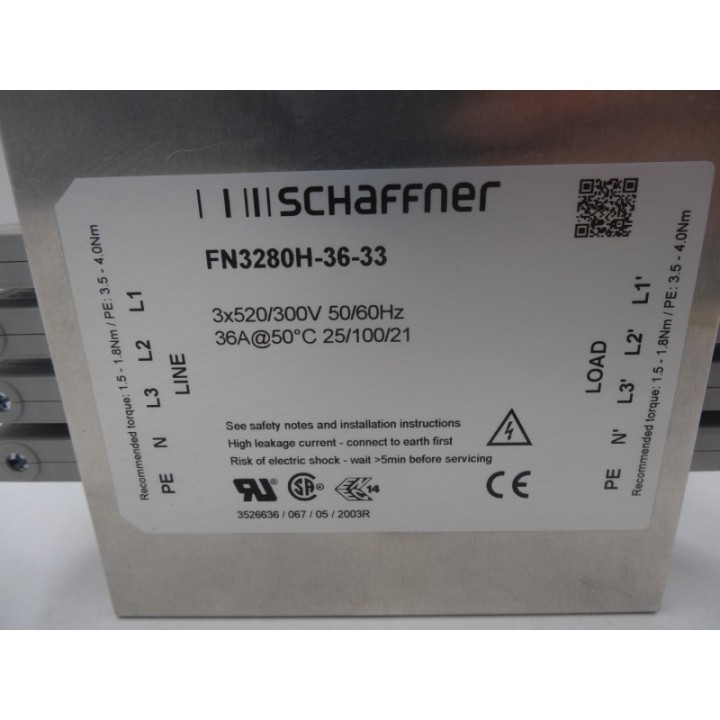 SCHAFFNER
FN3280H-36-33
3x520/300V 50/60Hz
36A@50°C 25/100/21
Recommended torque: 1.5 - 1.8Nm / PE: 3.5 - 4.0Nm
PE N L3 L2 L1
LINE
LOAD
PE N' L3' L2' L1'
Recommended torque: 1.5 - 1.8Nm / PE: 3.5 - 4.0Nm
See safety notes and installation instructions
High leakage current - connect to earth first
Risk of electric shock - wait >5min before servicing
RU SA 14 CE
3526636 / 067 / 05 / 2003R